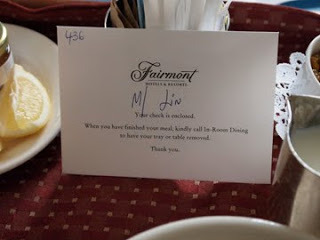 436
Fairmont
HOTELS & RESORTS
M/ Lin
Your check is enclosed.
When you have finished your meal, kindly call In-Room Dining
to have your tray or table removed.
Thank you.